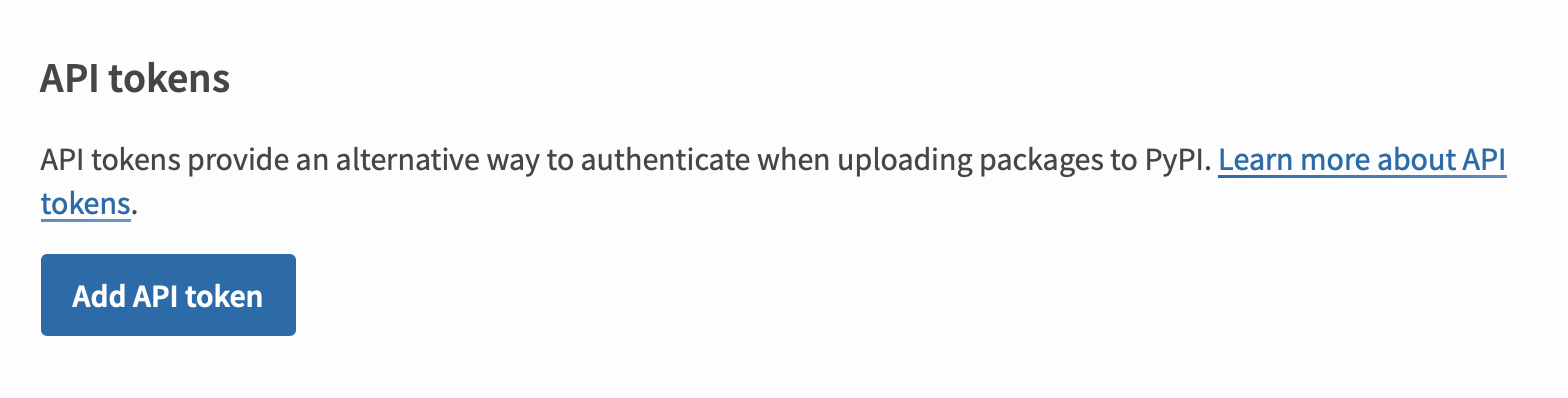 API tokens
API tokens provide an alternative way to authenticate when uploading packages to PyPI. Learn more about API
tokens.
Add API token